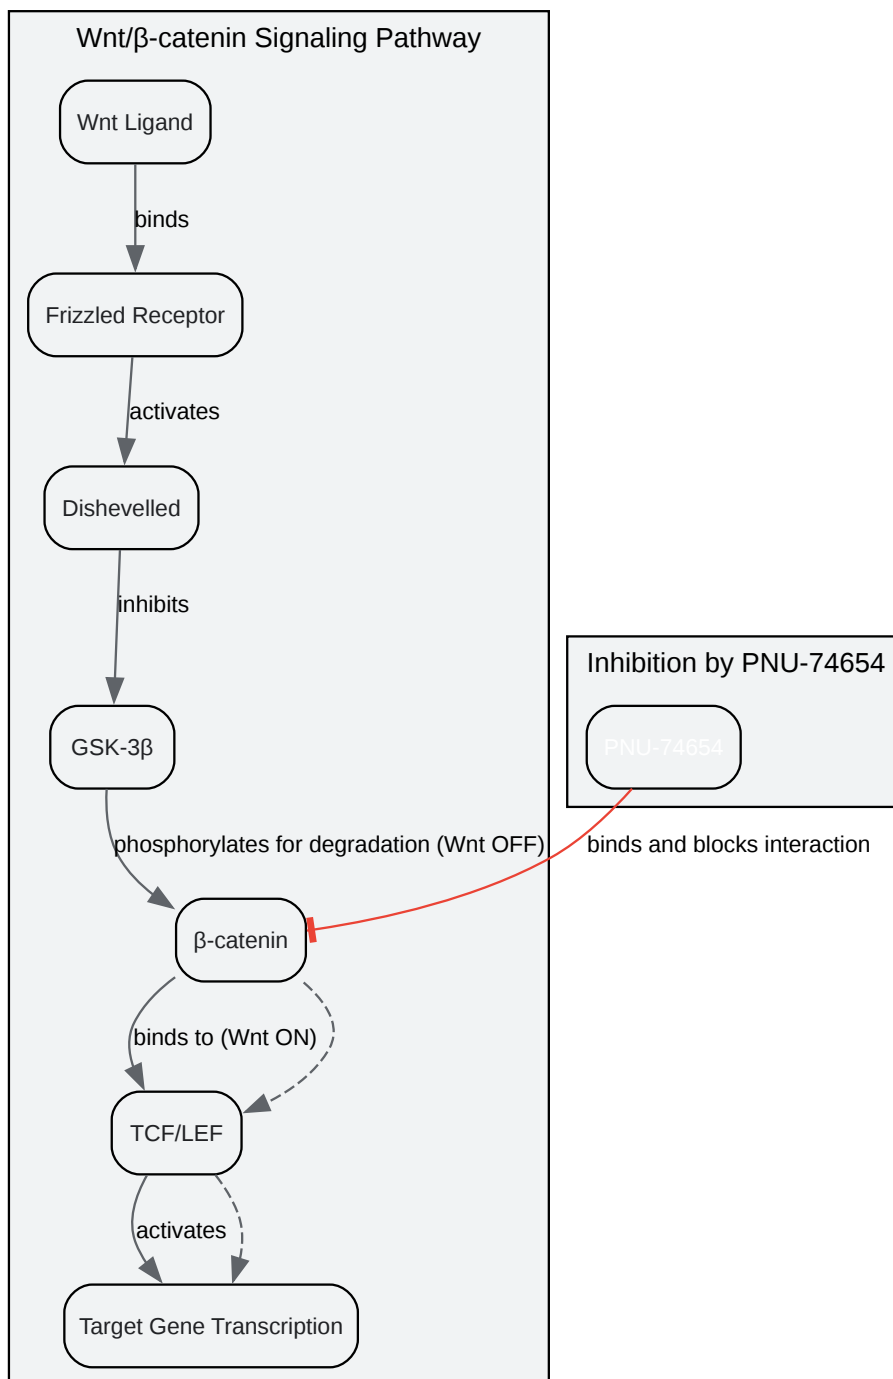 Wnt/β-catenin Signaling Pathway
Wnt Ligand
binds
Frizzled Receptor
activates
Dishevelled
inhibits
Inhibition by PNU-74654
GSK-3β
PNU-74654
phosphorylates for degradation (Wnt OFF)
binds and blocks interaction
β-catenin
binds to (Wnt ON)
TCF/LEF
activates
Target Gene Transcription